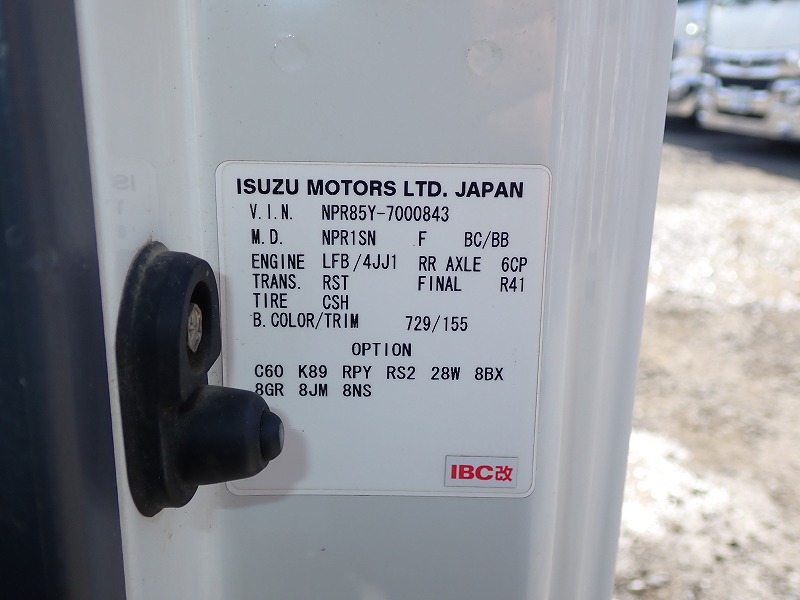 ISUZU MOTORS LTD. JAPAN
V.I.N. NPR85Y-7000843
M.D. NPR1SN F BC/BB
ENGINE LFB/4JJ1 RR AXLE 6CP
TRANS. RST FINAL R41
TIRE CSH
B.COLOR/TRIM 729/155
OPTION
C60 K89 RPY RS2 28W 8BX
8GR 8JM 8NS
IBC改